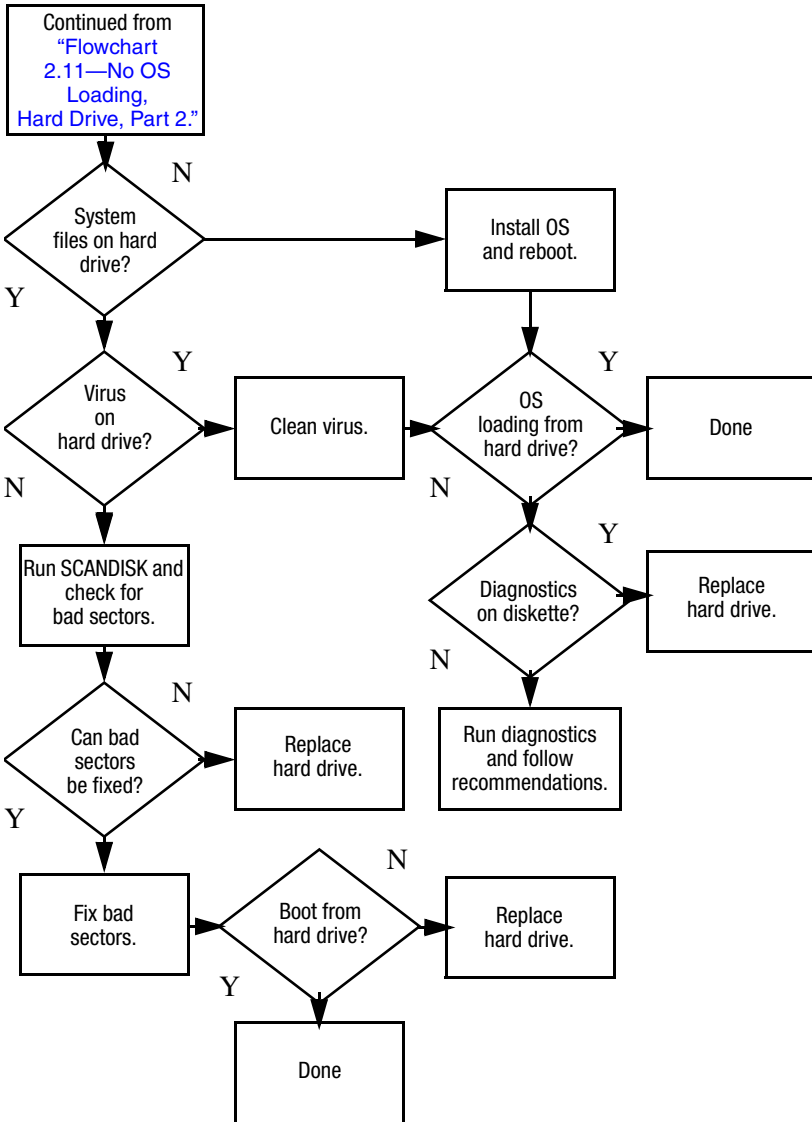 Continued from
“Flowchart
2.11—No OS
Loading,
Hard Drive, Part 2.”
N
System
files on hard
drive?
Install OS
and reboot.
Y
Y
Virus
on
hard drive?
Clean virus.
OS
loading from
hard drive?
Y
Done
N
N
Run SCANDISK and
check for
bad sectors.
Diagnostics
on diskette?
Y
Replace
hard drive.
N
N
Can bad
sectors
be fixed?
Replace
hard drive.
Run diagnostics
and follow
recommendations.
Y
Fix bad
sectors.
Boot from
hard drive?
N
Replace
hard drive.
Y
Done